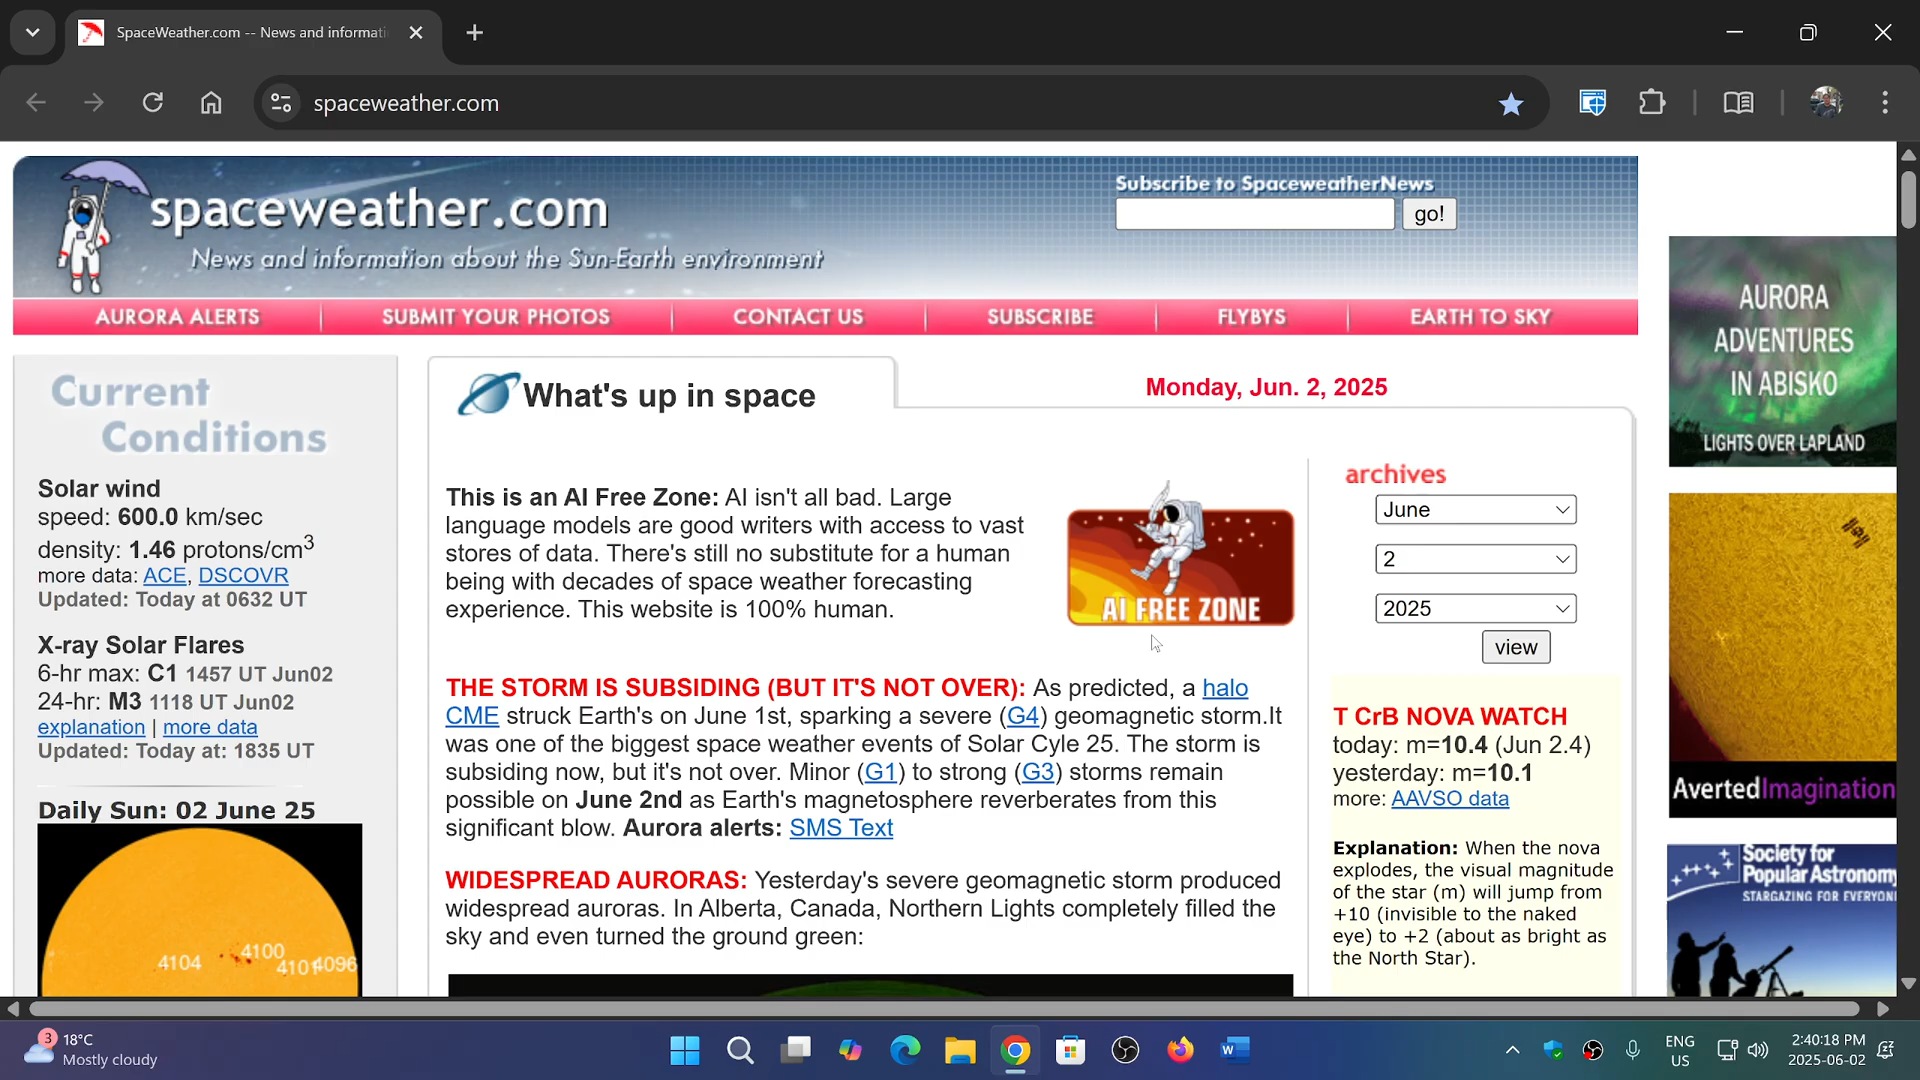 SpaceWeather.com -- News and informati
spaceweather.com
spaceweather.com
News and information about the Sun-Earth environment
Subscribe to SpaceweatherNews
go!
AURORA ALERTS
SUBMIT YOUR PHOTOS
CONTACT US
SUBSCRIBE
FLYBYS
EARTH TO SKY
Current
Conditions
Solar wind
speed: 600.0 km/sec
density: 1.46 protons/cm3
more data: ACE, DSCOVR
Updated: Today at 0632 UT
X-ray Solar Flares
6-hr max: C1 1457 UT Jun02
24-hr: M3 1118 UT Jun02
explanation | more data
Updated: Today at: 1835 UT
Daily Sun: 02 June 25
4104
4100
4101
4096
What's up in space
Monday, Jun. 2, 2025
This is an AI Free Zone: AI isn't all bad. Large
language models are good writers with access to vast
stores of data. There's still no substitute for a human
being with decades of space weather forecasting
experience. This website is 100% human.
AI FREE ZONE
THE STORM IS SUBSIDING (BUT IT'S NOT OVER): As predicted, a halo
CME struck Earth's on June 1st, sparking a severe (G4) geomagnetic storm.It
was one of the biggest space weather events of Solar Cyle 25. The storm is
subsiding now, but it's not over. Minor (G1) to strong (G3) storms remain
possible on June 2nd as Earth's magnetosphere reverberates from this
significant blow. Aurora alerts: SMS Text
WIDESPREAD AURORAS: Yesterday's severe geomagnetic storm produced
widespread auroras. In Alberta, Canada, Northern Lights completely filled the
sky and even turned the ground green:
archives
June
2
2025
view
T CrB NOVA WATCH
today: m=10.4 (Jun 2.4)
yesterday: m=10.1
more: AAVSO data
Explanation: When the nova
explodes, the visual magnitude
of the star (m) will jump from
+10 (invisible to the naked
eye) to +2 (about as bright as
the North Star).
AURORA
ADVENTURES
IN ABISKO
LIGHTS OVER LAPLAND
AvertedImagination
Society for
Popular Astronomy
STARGAZING FOR EVERYON
3
18°C
Mostly cloudy
ENG
US
2:40:18 PM
2025-06-02